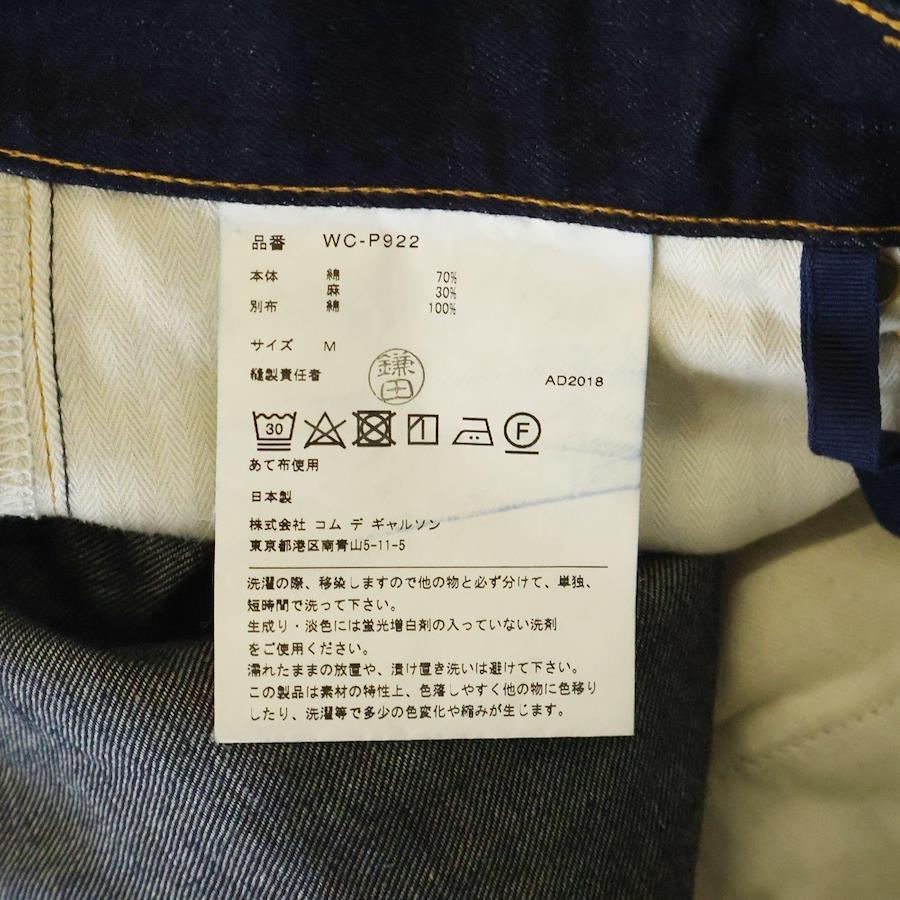 品番 WC-P922
本体 綿 70%
麻 30%
別布 綿 100%
サイズ M
縫製責任者 鎌田 AD2018
30 F
あて布使用
日本製
株式会社 コム デ ギャルソン
東京都港区南青山5-11-5
洗濯の際、移染しますので他の物と必ず分けて、単独、
短時間で洗って下さい。
生成り・淡色には蛍光増白剤の入っていない洗剤
をご使用ください。
濡れたままの放置や、漬け置き洗いは避けて下さい。
この製品は素材の特性上、色落しやすく他の物に色移り
したり、洗濯等で多少の色変化や縮みが生じます。